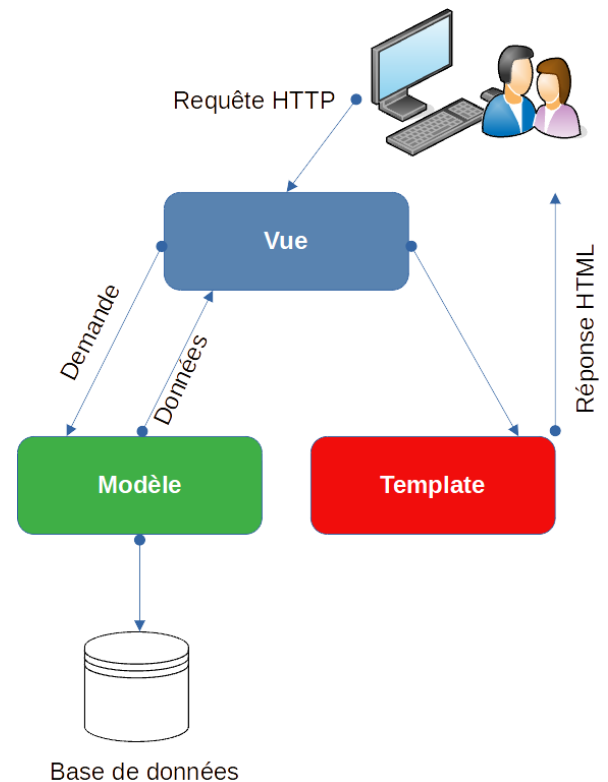 Requête HTTP
Vue
Demande
Données
Réponse HTML
Modèle
Template
Base de données